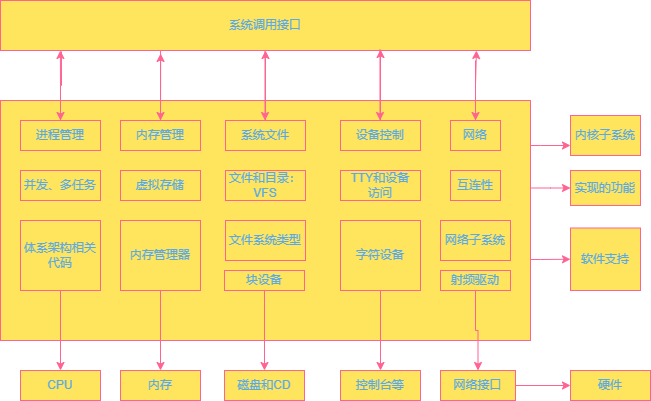 系统调用接口
进程管理
内存管理
系统文件
设备控制
网络
内核子系统
并发、多任务
虚拟存储
文件和目录：
VFS
TTY和设备
访问
互连性
实现的功能
体系架构相关
代码
内存管理器
文件系统类型
块设备
字符设备
网络子系统
射频驱动
软件支持
CPU
内存
磁盘和CD
控制台等
网络接口
硬件